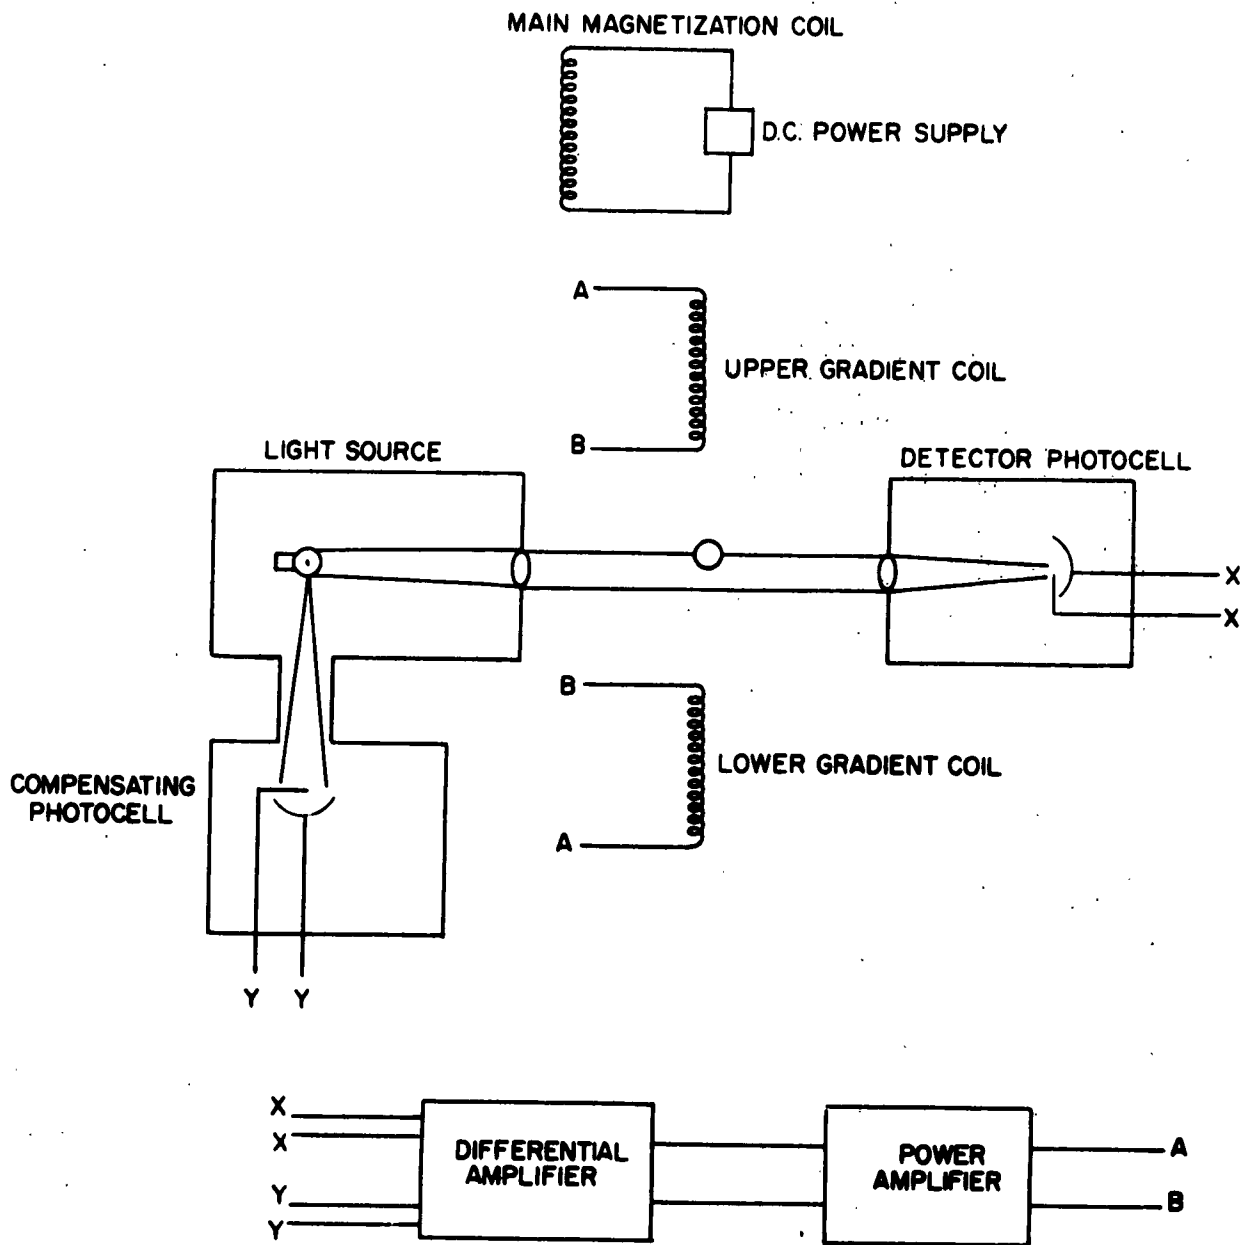 MAIN MAGNETIZATION COIL
D.C. POWER SUPPLY
A
UPPER GRADIENT COIL
B
LIGHT SOURCE
DETECTOR PHOTOCELL
X
X
B
LOWER GRADIENT COIL
COMPENSATING
PHOTOCELL
A
Y Y
X
X
DIFFERENTIAL
AMPLIFIER
POWER
AMPLIFIER
A
Y
B
Y